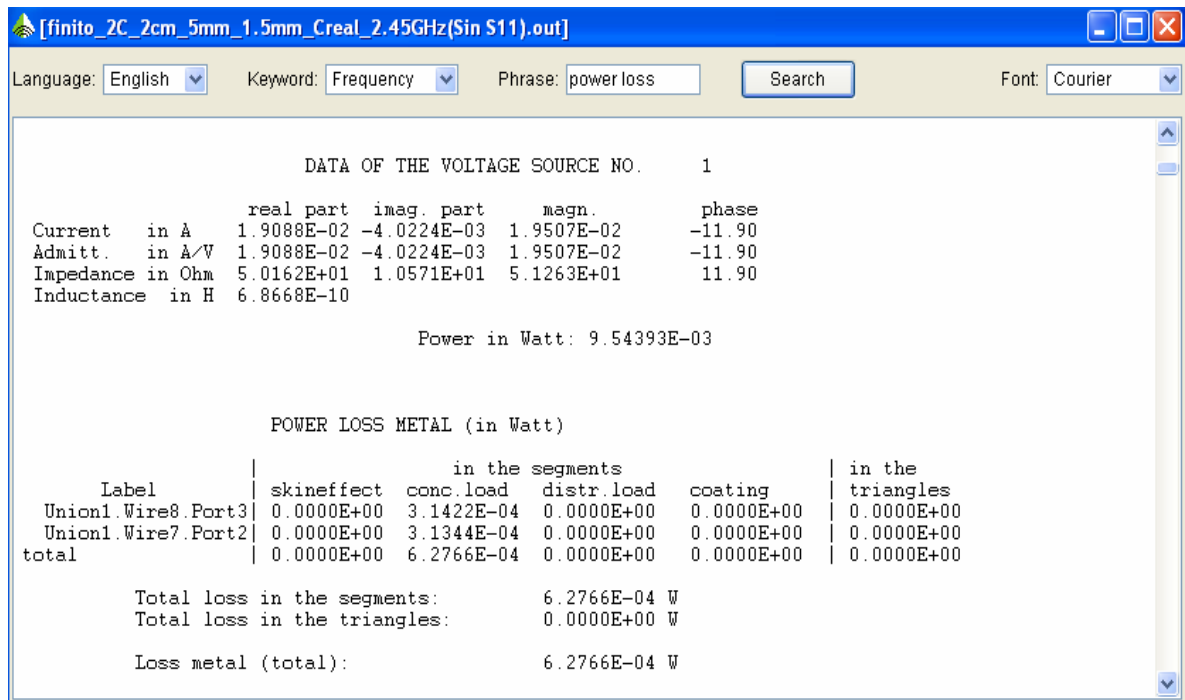 [finito_2C_2cm_5mm_1.5mm_Creal_2.45GHz(Sin S11).out]
Language: English Keyword: Frequency Phrase: power loss Search Font: Courier
DATA OF THE VOLTAGE SOURCE NO. 1
real part imag. part magn. phase
Current in A 1.9088E-02 -4.0224E-03 1.9507E-02 -11.90
Admitt. in A/V 1.9088E-02 -4.0224E-03 1.9507E-02 -11.90
Impedance in Ohm 5.0162E+01 1.0571E+01 5.1263E+01 11.90
Inductance in H 6.8668E-10
Power in Watt: 9.54393E-03
POWER LOSS METAL (in Watt)
| in the segments | in the
Label | skineffect conc.load distr.load coating | triangles
Union1.Wire8.Port3| 0.0000E+00 3.1422E-04 0.0000E+00 0.0000E+00 | 0.0000E+00
Union1.Wire7.Port2| 0.0000E+00 3.1344E-04 0.0000E+00 0.0000E+00 | 0.0000E+00
total | 0.0000E+00 6.2766E-04 0.0000E+00 0.0000E+00 | 0.0000E+00
Total loss in the segments: 6.2766E-04 W
Total loss in the triangles: 0.0000E+00 W
Loss metal (total): 6.2766E-04 W